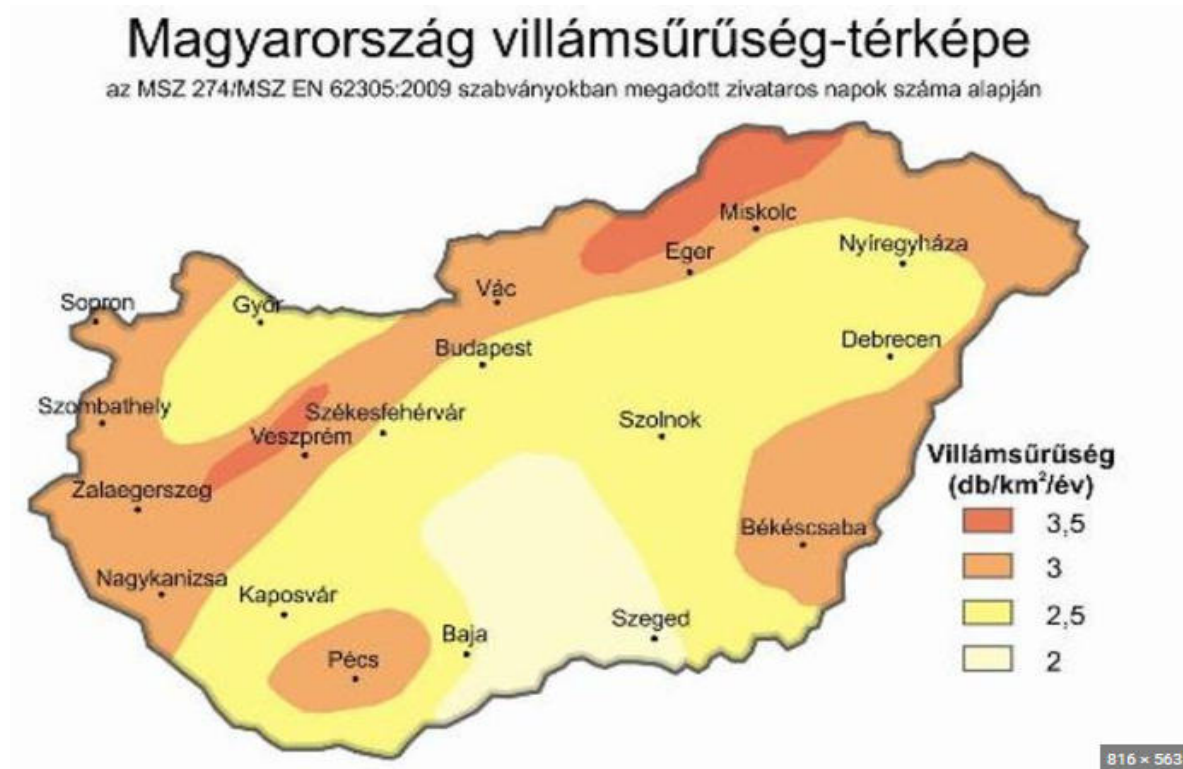 Magyarország villámsűrűség-térképe
az MSZ 274/MSZ EN 62305:2009 szabványokban megadott zivataros napok száma alapján
Miskolc
Nyíregyháza
Eger
Vác
Sopron
Győr
Debrecen
Budapest
Szombathely
Székesfehérvár
Szolnok
Veszprém
Villámsűrűség
(db/km²/év)
Zalaegerszeg
3,5
Békéscsaba
3
Nagykanizsa
Kaposvár
2,5
Szeged
Baja
Pécs
2
816 × 563